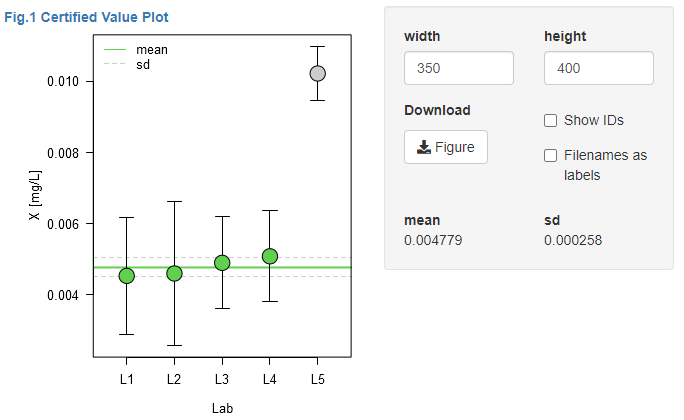 Fig.1 Certified Value Plot
mean
sd
X [mg/L]
0.010
0.008
0.006
0.004
L1 L2 L3 L4 L5
Lab
width height
350 400
Download
Figure
Show IDs
Filenames as
labels
mean sd
0.004779 0.000258